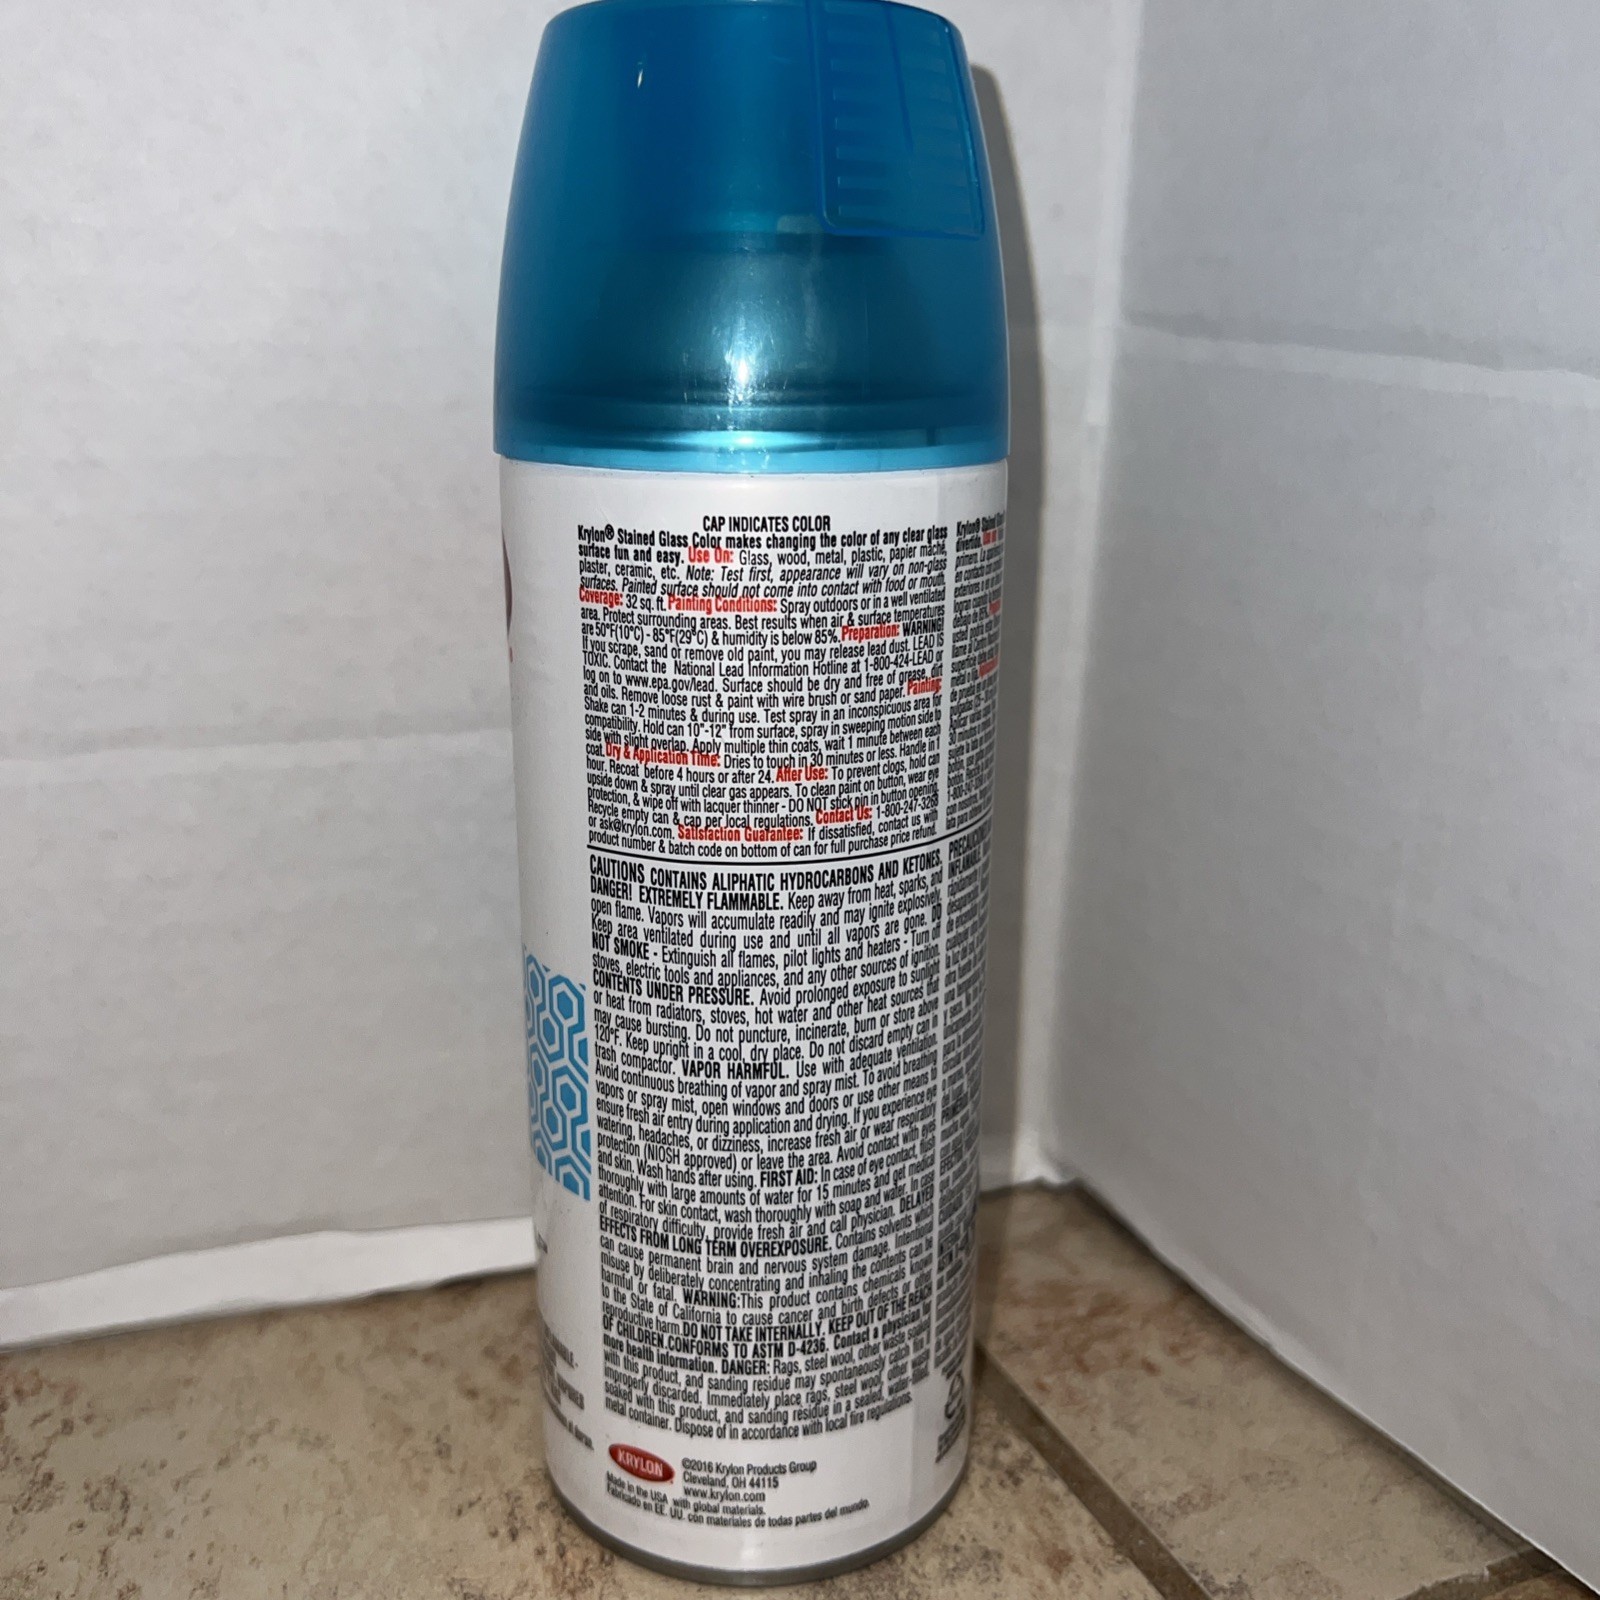 CAP INDICATES COLOR
Krylon® Stained Glass Color makes changing the color of any clear glass
surface fun and easy. Use On: Glass, wood, metal, plastic, papier maché,
plaster, ceramic, etc. Note: Test first, appearance will vary on non-glass
surfaces. Painted surface should not come into contact with food or mouth.
Coverage: 32 sq. ft. Painting Conditions: Spray outdoors or in a well ventilated
area. Protect surrounding areas. Best results when air & surface temperatures
are 50°F(10°C) - 85°F(29°C) & humidity is below 85%. Preparation: WARNING!
If you scrape, sand or remove old paint, you may release lead dust. LEAD IS
TOXIC. Contact the National Lead Information Hotline at 1-800-424-LEAD or
log on to www.epa.gov/lead. Surface should be dry and free of grease, dirt
and oils. Remove loose rust & paint with wire brush or sand paper. Painting:
Shake can 1-2 minutes & during use. Test spray in an inconspicuous area for
compatibility. Hold can 10"-12" from surface, spray in sweeping motion side to
side with slight overlap. Apply multiple thin coats, wait 1 minute between each
coat. Dry & Application Time: Dries to touch in 30 minutes or less. Handle in 1
hour. Recoat before 4 hours or after 24. After Use: To prevent clogs, hold can
upside down & spray until clear gas appears. To clean paint on button, wear eye
protection, & wipe off with lacquer thinner - DO NOT stick pin in button opening.
Recycle empty can & cap per local regulations. Contact Us: 1-800-247-3268
or ask@krylon.com. Satisfaction Guarantee: If dissatisfied, contact us with
product number & batch code on bottom of can for full purchase price refund.
CAUTIONS CONTAINS ALIPHATIC HYDROCARBONS AND KETONES.
DANGER! EXTREMELY FLAMMABLE. Keep away from heat, sparks, and
open flame. Vapors will accumulate readily and may ignite explosively.
Keep area ventilated during use and until all vapors are gone. DO
NOT SMOKE - Extinguish all flames, pilot lights and heaters - Turn off
stoves, electric tools and appliances, and any other sources of ignition.
CONTENTS UNDER PRESSURE. Avoid prolonged exposure to sunlight
or heat from radiators, stoves, hot water and other heat sources that
may cause bursting. Do not puncture, incinerate, burn or store above
120°F. Keep upright in a cool, dry place. Do not discard empty can in
trash compactor. VAPOR HARMFUL. Use with adequate ventilation.
Avoid continuous breathing of vapor and spray mist. To avoid breathing
vapors or spray mist, open windows and doors or use other means to
ensure fresh air entry during application and drying. If you experience eye
watering, headaches, or dizziness, increase fresh air or wear respiratory
protection (NIOSH approved) or leave the area. Avoid contact with eyes
and skin. Wash hands after using. FIRST AID: In case of eye contact, flush
thoroughly with large amounts of water for 15 minutes and get medical
attention. For skin contact, wash thoroughly with soap and water. In case
of respiratory difficulty, provide fresh air and call physician. DELAYED
EFFECTS FROM LONG TERM OVEREXPOSURE. Contains solvents which
can cause permanent brain and nervous system damage. Intentional
misuse by deliberately concentrating and inhaling the contents can be
harmful or fatal. WARNING:This product contains chemicals known
to the State of California to cause cancer and birth defects or other
reproductive harm.DO NOT TAKE INTERNALLY. KEEP OUT OF THE REACH
OF CHILDREN.CONFORMS TO ASTM D-4236. Contact a physician for
more health information. DANGER: Rags, steel wool, other waste soaked
with this product, and sanding residue may spontaneously catch fire if
improperly discarded. Immediately place rags, steel wool, other waste
soaked with this product, and sanding residue in a sealed, water-filled
metal container. Dispose of in accordance with local fire regulations.
KRYLON
©2016 Krylon Products Group
Cleveland, OH 44115
www.krylon.com
Made in the USA with global materials.
Fabricado en EE. UU. con materiales de todas partes del mundo.